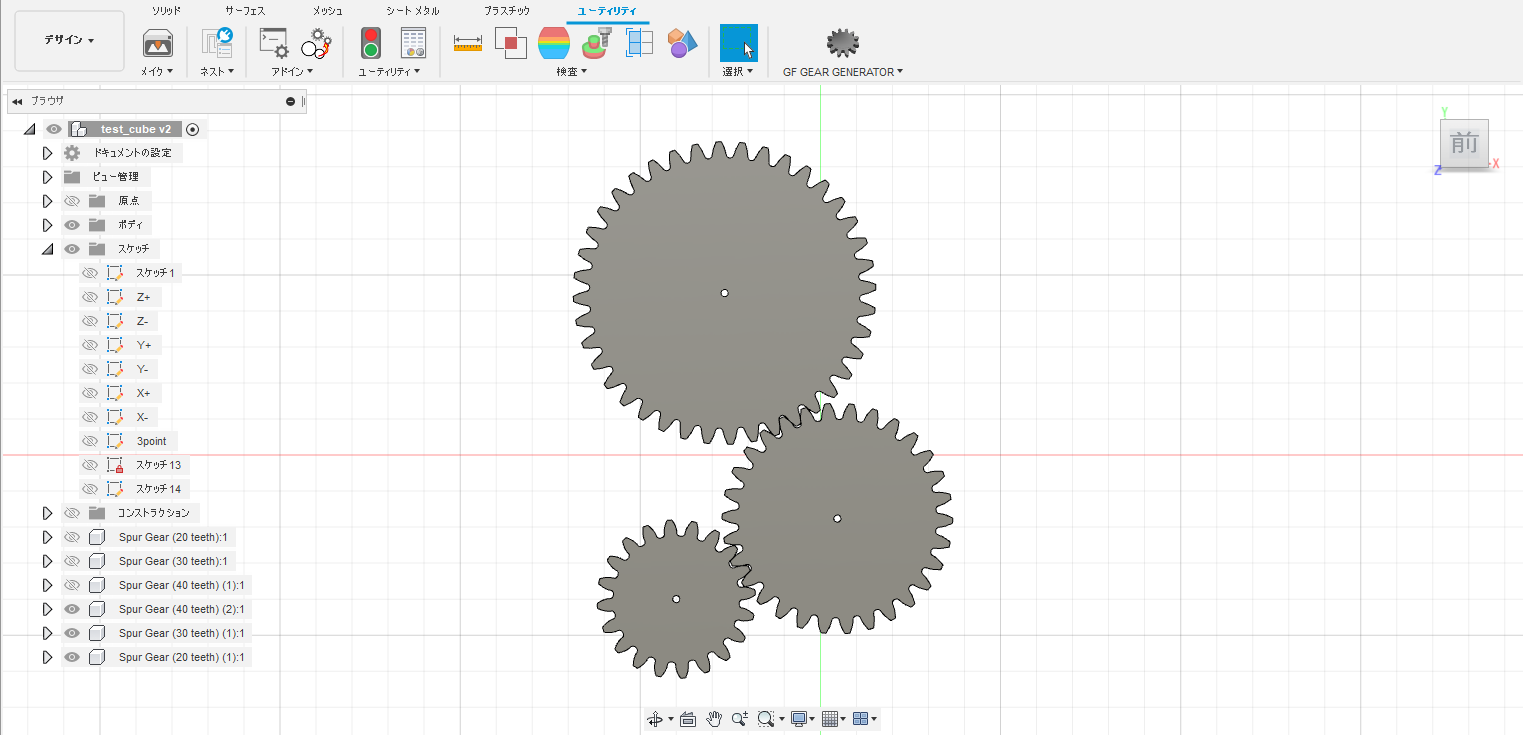 ソリッド サーフェス メッシュ シート メタル プラスチック ユーティリティ
デザイン
メイク ネスト アドイン ユーティリティ 検査 選択 GF GEAR GENERATOR
ブラウザ
test_cube v2
ドキュメントの設定
ビュー管理
原点
ボディ
スケッチ
スケッチ1
Z+
Z-
Y+
Y-
X+
X-
3point
スケッチ13
スケッチ14
コンストラクション
Spur Gear (20 teeth):1
Spur Gear (30 teeth):1
Spur Gear (40 teeth) (1):1
Spur Gear (40 teeth) (2):1
Spur Gear (30 teeth) (1):1
Spur Gear (20 teeth) (1):1
Y
前
X
Z